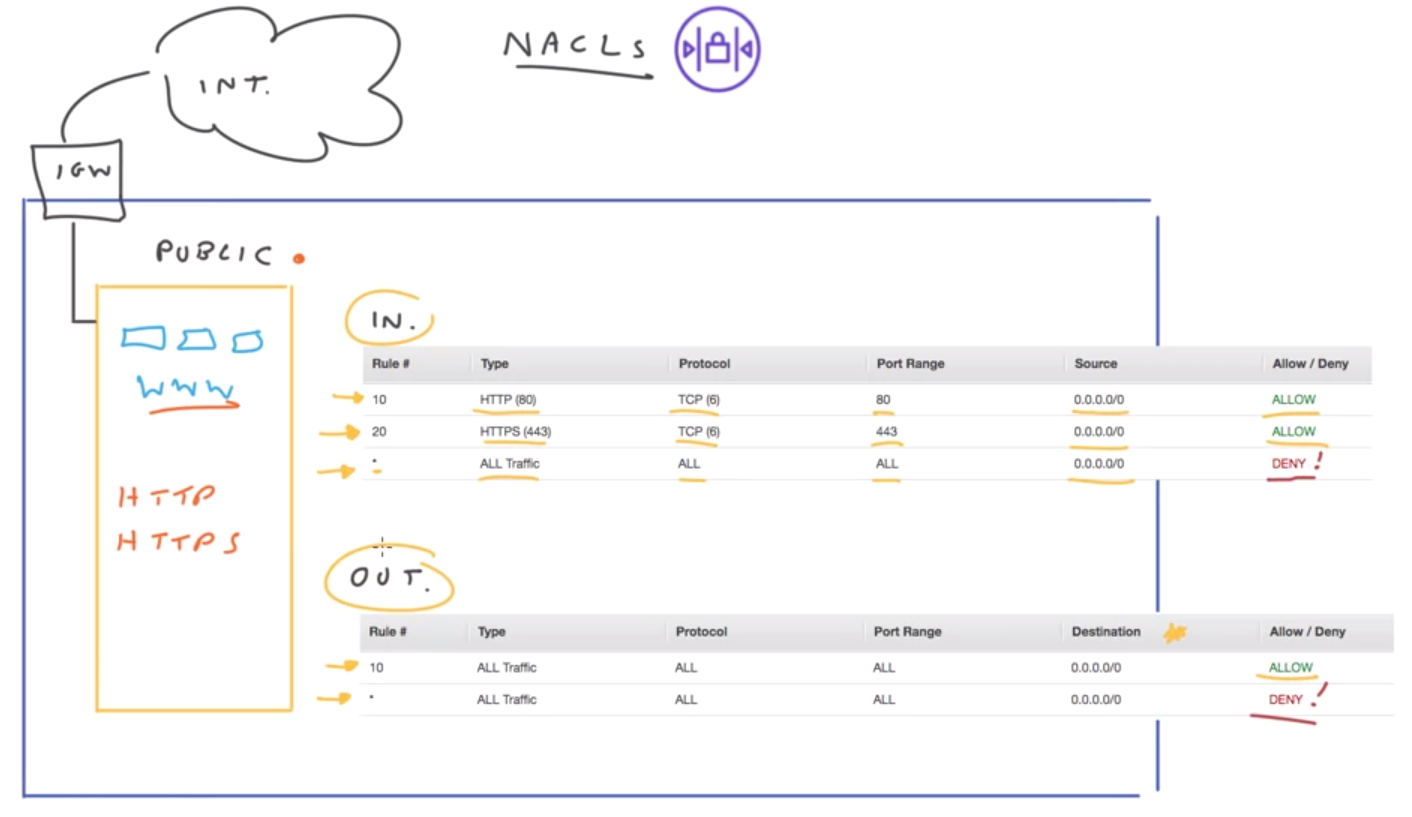 NACLs
INT.
IGW
PUBLIC
WWW
HTTP
HTTPS
IN.
Rule # Type Protocol Port Range Source Allow / Deny
10 HTTP (80) TCP (6) 80 0.0.0.0/0 ALLOW
20 HTTPS (443) TCP (6) 443 0.0.0.0/0 ALLOW
* ALL Traffic ALL ALL 0.0.0.0/0 DENY !
OUT.
Rule # Type Protocol Port Range Destination Allow / Deny
10 ALL Traffic ALL ALL 0.0.0.0/0 ALLOW
* ALL Traffic ALL ALL 0.0.0.0/0 DENY !